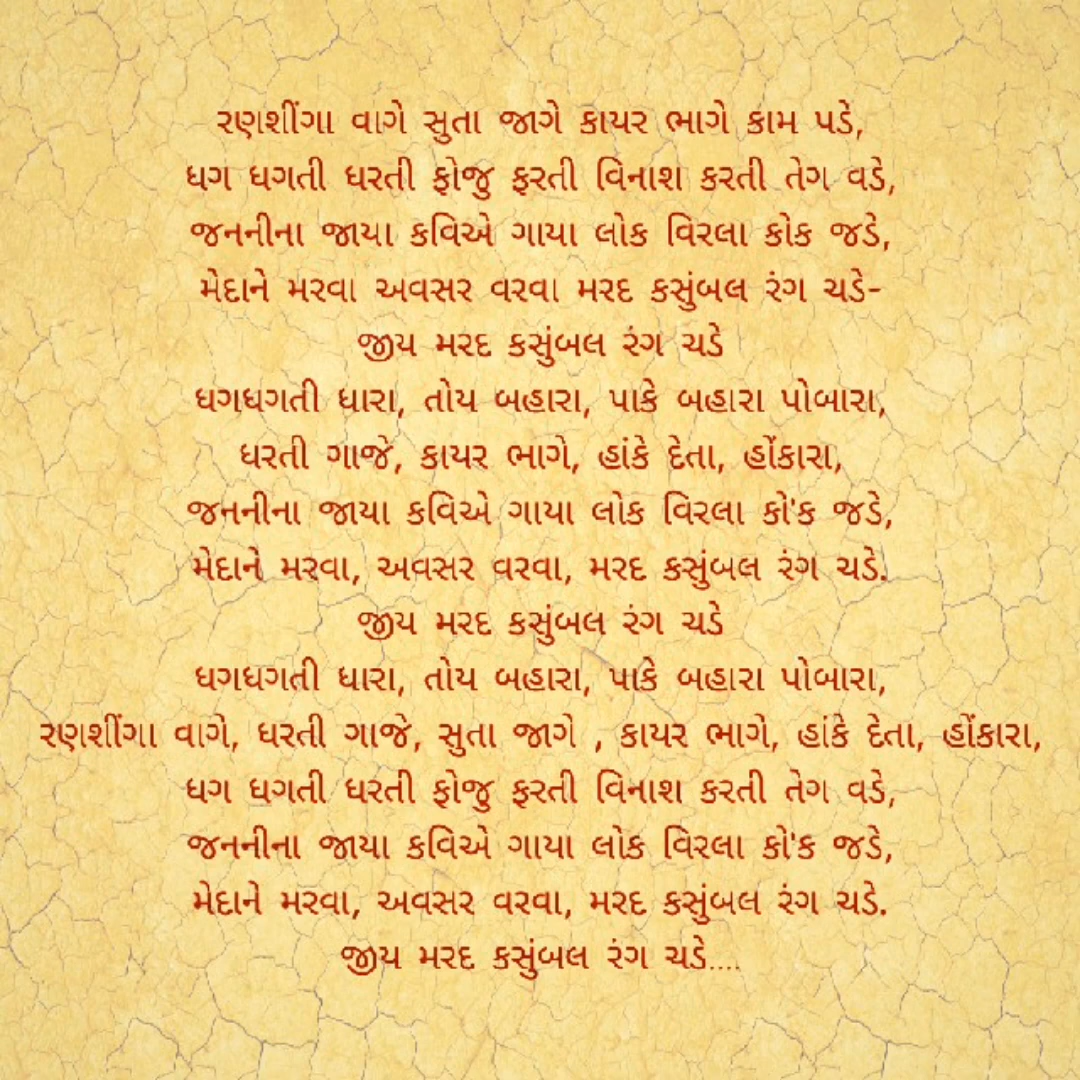 રણશીંગા વાગે સુતા જાગે કાયર ભાગે કામ પડે,
ધગ ધગતી ધરતી ફોજુ ફરતી વિનાશ કરતી તેગ વડે,
જનનીના જાયા કવિએ ગાયા લોક વિરલા કોક જડે,
મેદાને મરવા અવસર વરવા મરદ કસુંબલ રંગ ચડે-
જીય મરદ કસુંબલ રંગ ચડે
ધગધગતી ધારા, તોય બહારા, પાકે બહારા પોબારા,
ધરતી ગાજે, કાયર ભાગે, હાંકે દેતા, હોંકારા,
જનનીના જાયા કવિએ ગાયા લોક વિરલા કો'ક જડે,
મેદાને મરવા, અવસર વરવા, મરદ કસુંબલ રંગ ચડે.
જીય મરદ કસુંબલ રંગ ચડે
ધગધગતી ધારા, તોય બહારા, પાકે બહારા પોબારા,
રણશીંગા વાગે, ધરતી ગાજે, સુતા જાગે , કાયર ભાગે, હાંકે દેતા, હોંકારા,
ધગ ધગતી ધરતી ફોજુ ફરતી વિનાશ કરતી તેગ વડે,
જનનીના જાયા કવિએ ગાયા લોક વિરલા કો'ક જડે,
મેદાને મરવા, અવસર વરવા, મરદ કસુંબલ રંગ ચડે.
જીય મરદ કસુંબલ રંગ ચડે....